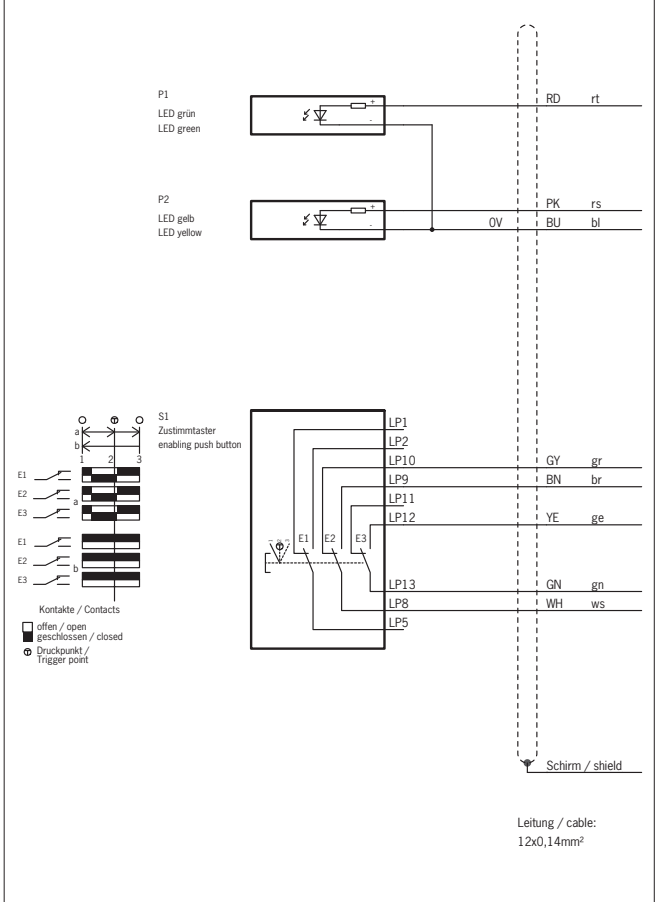 P1
LED grün
LED green
+
-
RD rt
P2
LED gelb
LED yellow
+
-
PK rs
0V BU bl
S1
Zustimmtaster
enabling push button
a
b
1 2 3
E1
E2
a
E3
E1
E2
b
E3
Kontakte / Contacts
offen / open
geschlossen / closed
Druckpunkt /
Trigger point
LP1
LP2
LP10 GY gr
LP9 BN br
LP11
LP12 YE ge
1 2 3
E1 E2 E3
LP13 GN gn
LP8 WH ws
LP5
Schirm / shield
Leitung / cable:
12x0,14mm²